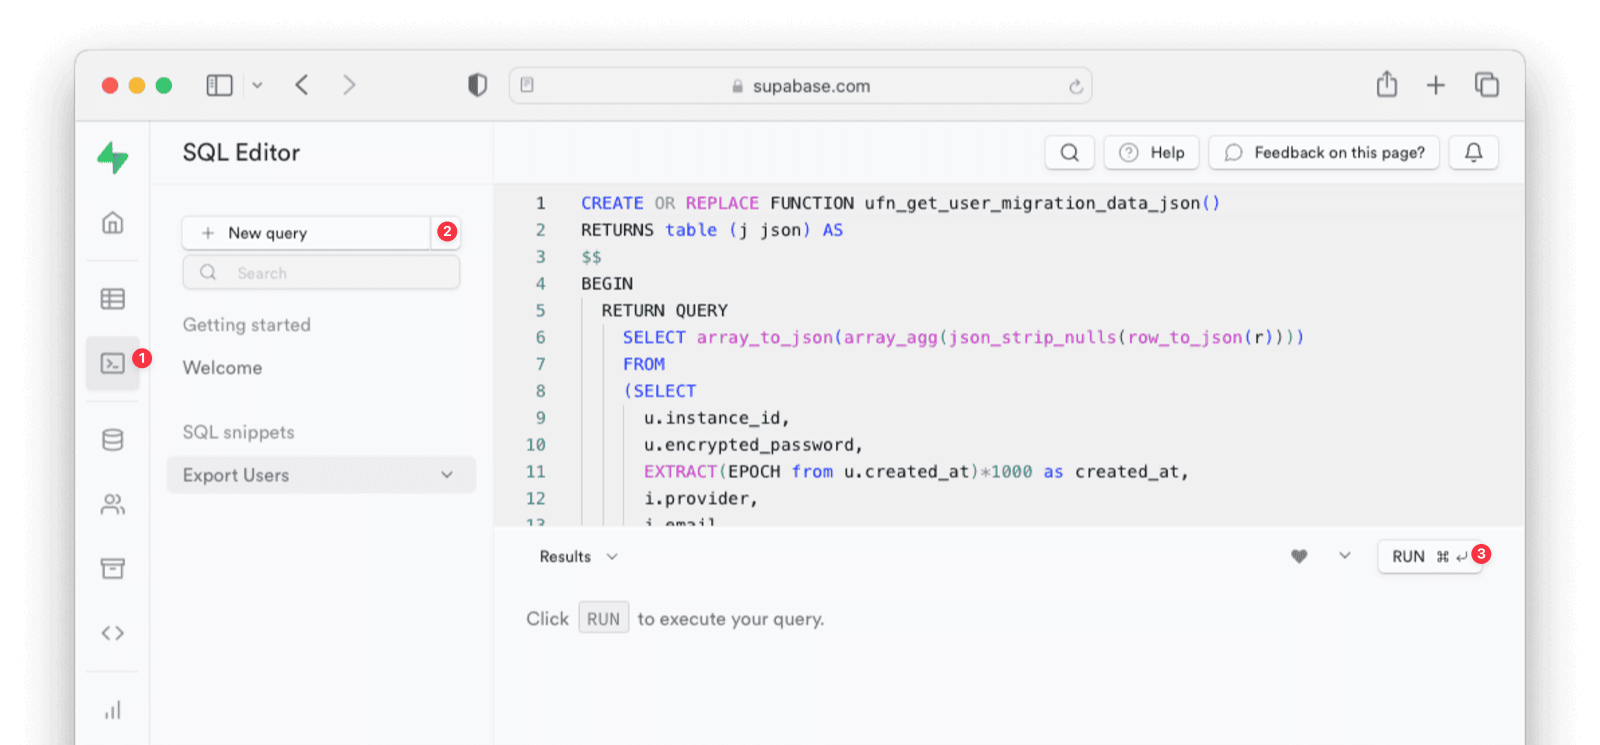 supabase.com
SQL Editor
Help
Feedback on this page?
+ New query
2
Search
Getting started
1
Welcome
SQL snippets
Export Users
1 CREATE OR REPLACE FUNCTION ufn_get_user_migration_data_json()
2 RETURNS table (j json) AS
3 $$
4 BEGIN
5 RETURN QUERY
6 SELECT array_to_json(array_agg(json_strip_nulls(row_to_json(r))))
7 FROM
8 (SELECT
9 u.instance_id,
10 u.encrypted_password,
11 EXTRACT(EPOCH from u.created_at)*1000 as created_at,
12 i.provider,
13 i.email
Results
RUN ⌘ ↵
3
Click RUN to execute your query.